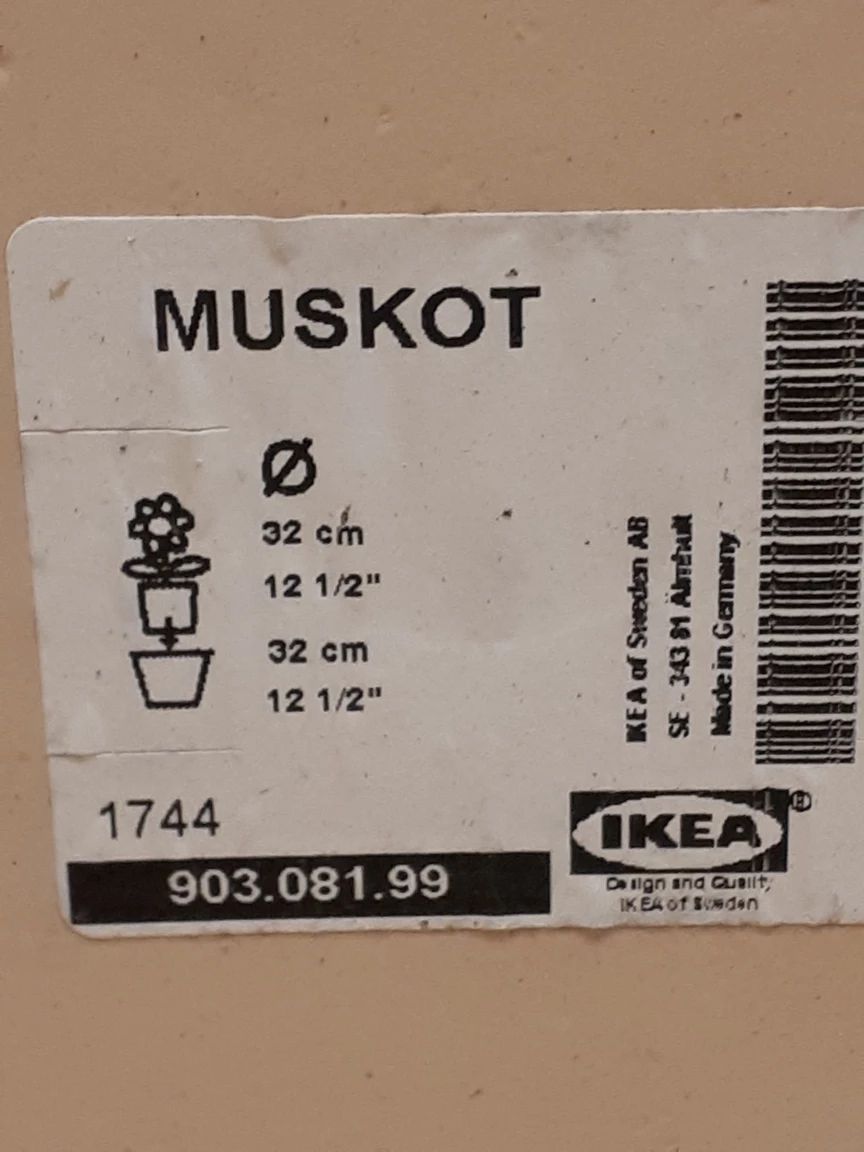 MUSKOT
Ø
32 cm
12 1/2"
32 cm
12 1/2"
1744
903.081.99
IKEA of Sweden AB
SE - 343 81 Älmhult
Made in Germany
IKEA®
Design and Quality
IKEA of Sweden